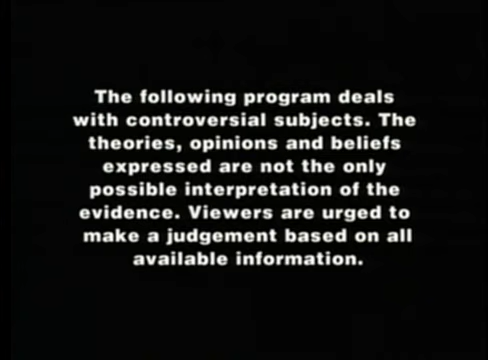 The following program deals
with controversial subjects. The
theories, opinions and beliefs
expressed are not the only
possible interpretation of the
evidence. Viewers are urged to
make a judgement based on all
available information.